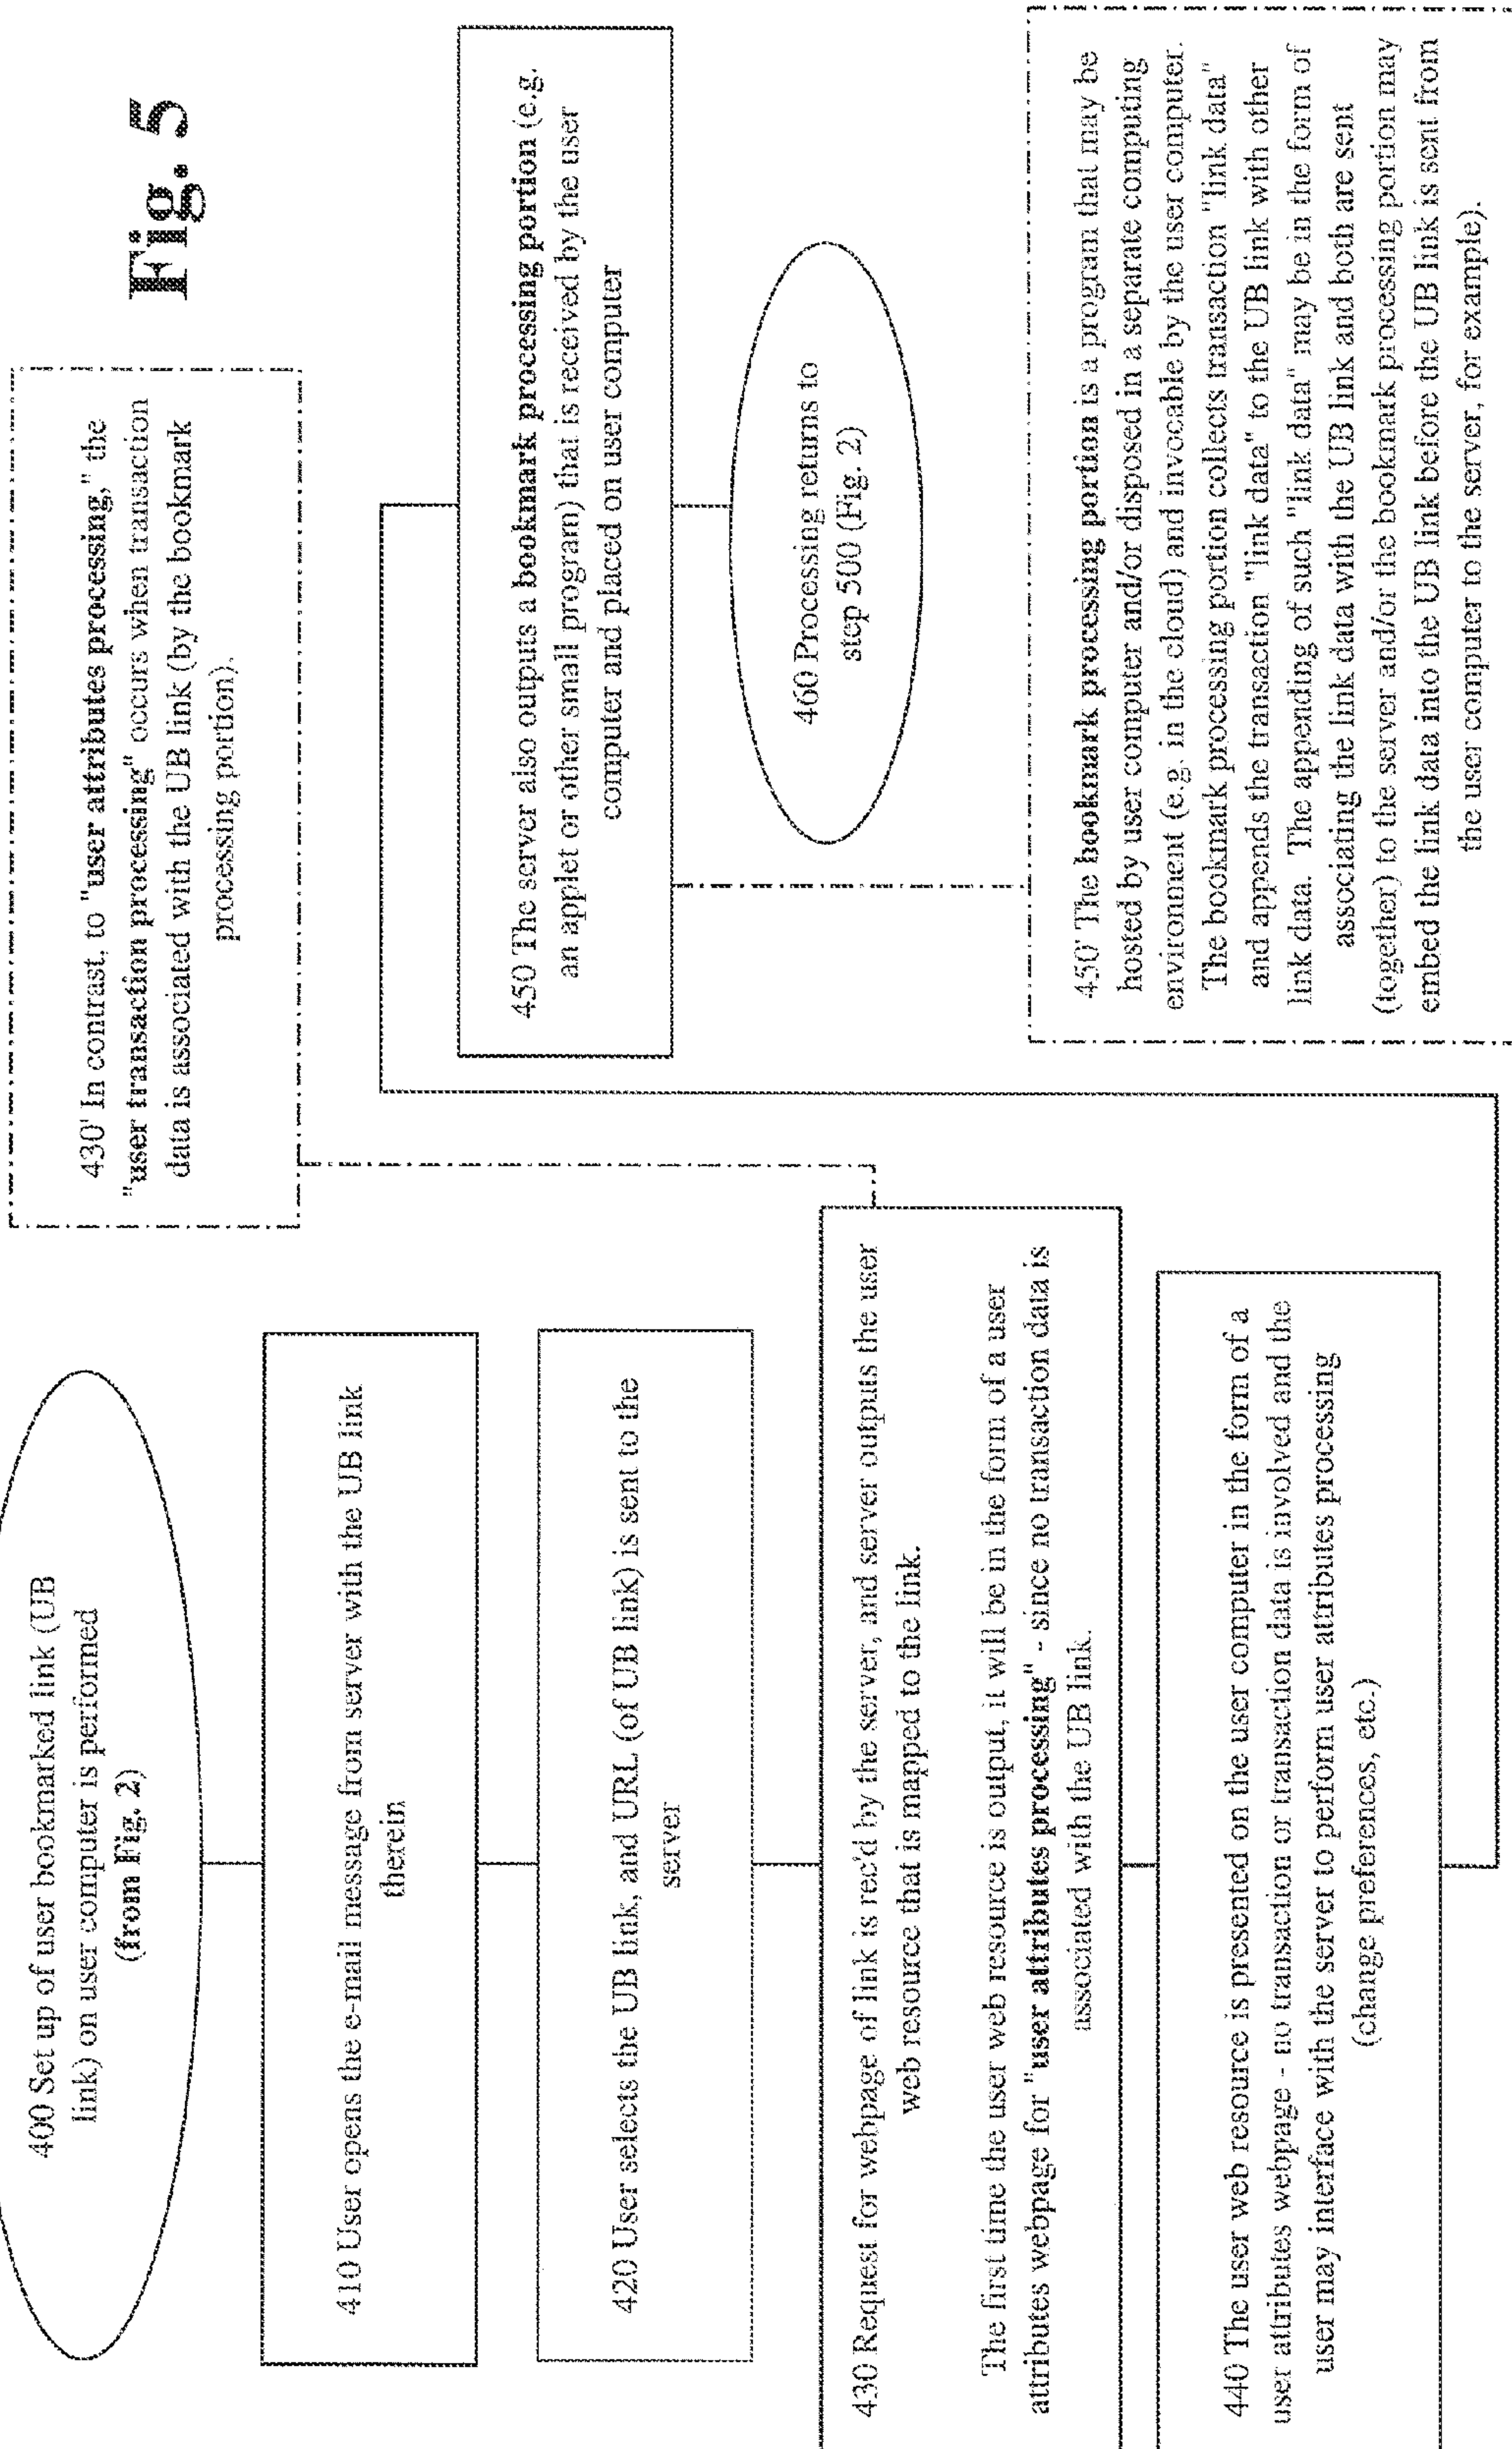 Fig. 5
400 Set up of user bookmarked link (UB
link) on user computer is performed
(from Fig. 2)
410 User opens the e-mail message from server with the UB link
therein
420 User selects the UB link, and URL (of UB link) is sent to the
server
430 Request for webpage of link is rec'd by the server, and server outputs the user
web resource that is mapped to the link.
The first time the user web resource is output, it will be in the form of a user
attributes webpage for "user attributes processing" - since no transaction data is
associated with the UB link.
440 The user web resource is presented on the user computer in the form of a
user attributes webpage - no transaction or transaction data is involved and the
user may interface with the server to perform user attributes processing
(change preferences, etc.)
430' In contrast, to "user attributes processing," the
"user transaction processing" occurs when transaction
data is associated with the UB link (by the bookmark
processing portion).
450 The server also outputs a bookmark processing portion (e.g.
an applet or other small program) that is received by the user
computer and placed on user computer
460 Processing returns to
step 500 (Fig. 2)
450' The bookmark processing portion is a program that may be
hosted by user computer and/or disposed in a separate computing
environment (e.g. in the cloud) and invocable by the user computer.
The bookmark processing portion collects transaction "link data"
and appends the transaction "link data" to the UB link with other
link data. The appending of such "link data" may be in the form of
associating the link data with the UB link and both are sent
(together) to the server and/or the bookmark processing portion may
embed the link data into the UB link before the UB link is sent from
the user computer to the server, for example).